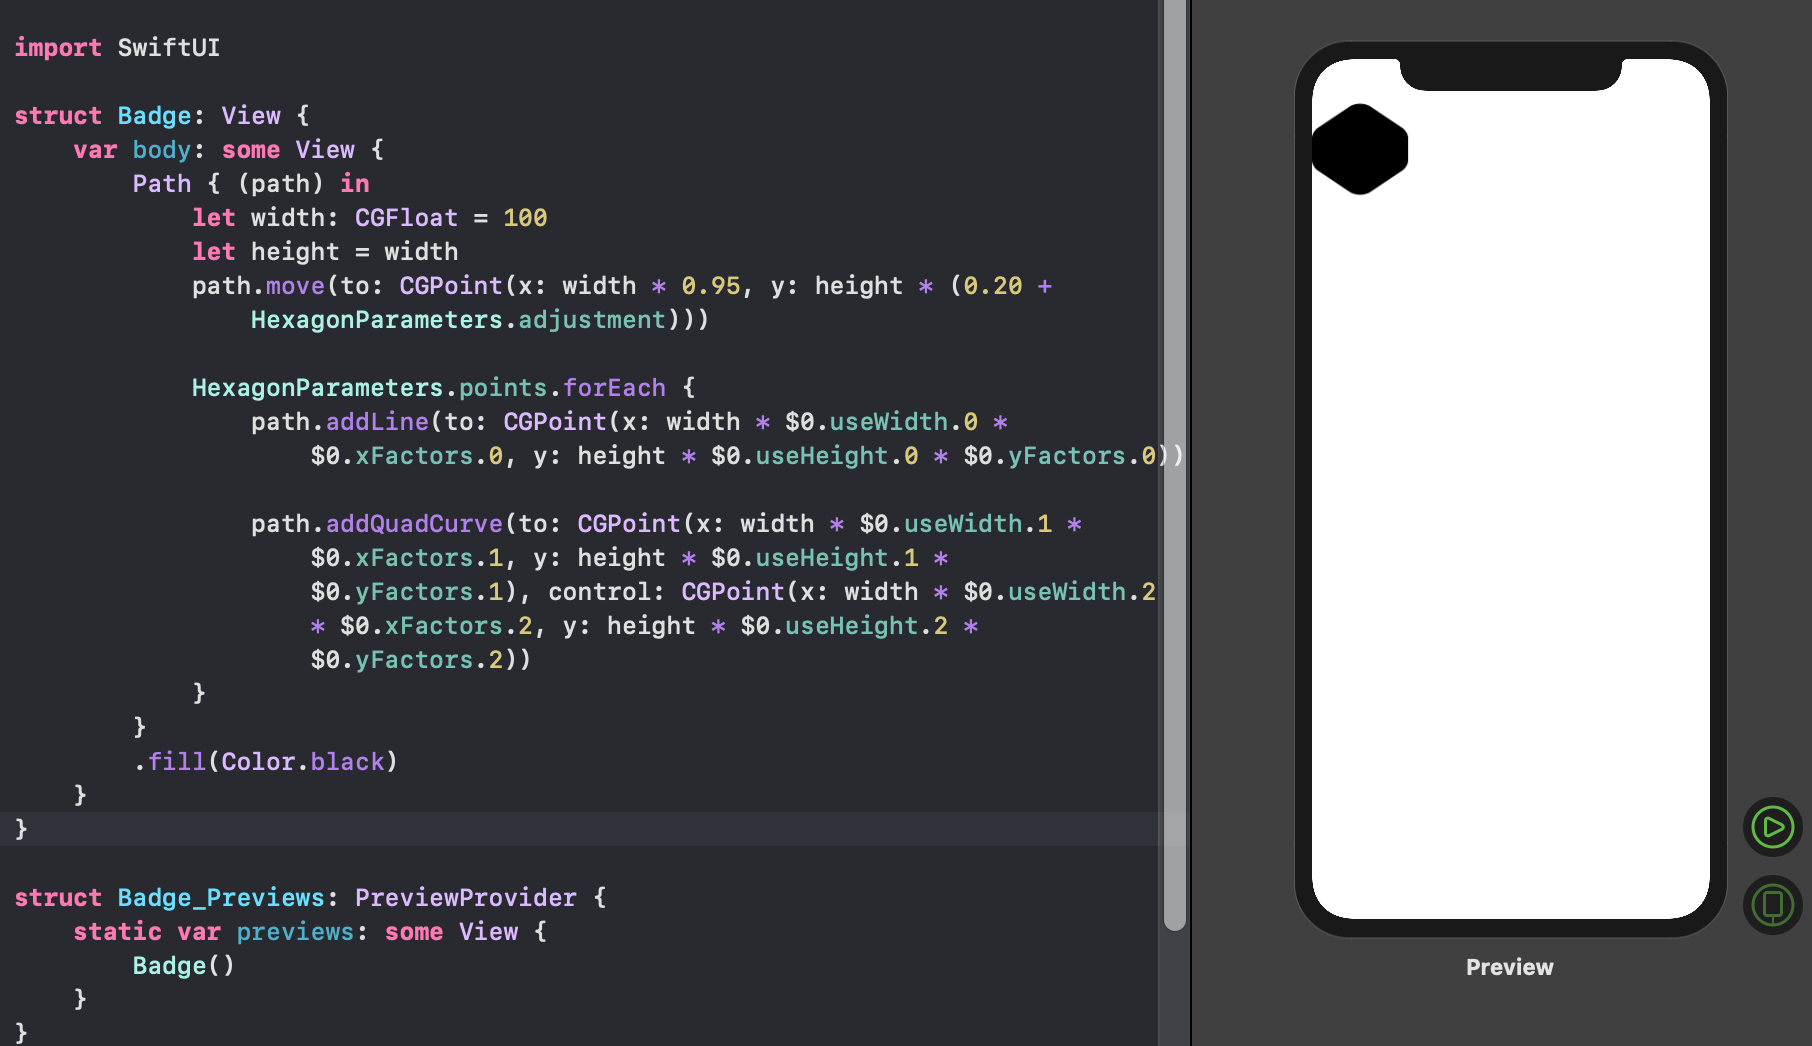 import SwiftUI
struct Badge: View {
var body: some View {
Path { (path) in
let width: CGFloat = 100
let height = width
path.move(to: CGPoint(x: width * 0.95, y: height * (0.20 +
HexagonParameters.adjustment)))
HexagonParameters.points.forEach {
path.addLine(to: CGPoint(x: width * $0.useWidth.0 *
$0.xFactors.0, y: height * $0.useHeight.0 * $0.yFactors.0))
path.addQuadCurve(to: CGPoint(x: width * $0.useWidth.1 *
$0.xFactors.1, y: height * $0.useHeight.1 *
$0.yFactors.1), control: CGPoint(x: width * $0.useWidth.2
* $0.xFactors.2, y: height * $0.useHeight.2 *
$0.yFactors.2))
}
}
.fill(Color.black)
}
}
struct Badge_Previews: PreviewProvider {
static var previews: some View {
Badge()
}
}
Preview